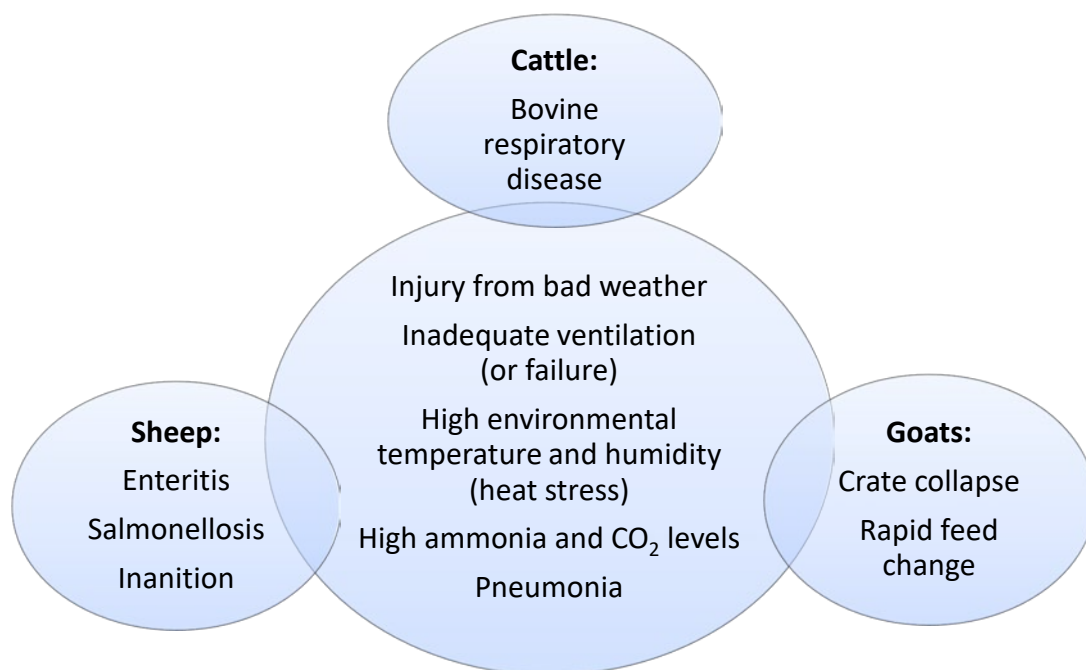 Cattle:
Bovine
respiratory
disease
Injury from bad weather
Inadequate ventilation
(or failure)
High environmental
temperature and humidity
(heat stress)
High ammonia and CO₂ levels
Pneumonia
Sheep:
Enteritis
Salmonellosis
Inanition
Goats:
Crate collapse
Rapid feed
change